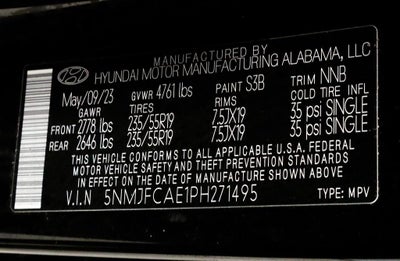 MANUFACTURED BY
HYUNDAI MOTOR MANUFACTURING ALABAMA, LLC
May/09/23 GVWR 4761 lbs PAINT S3B TRIM NNB
GAWR TIRES RIMS COLD TIRE INFL
FRONT 2778 lbs 235/55R19 7.5JX19 35 psi SINGLE
REAR 2646 lbs 235/55R19 7.5JX19 35 psi SINGLE
THIS VEHICLE CONFORMS TO ALL APPLICABLE U.S.A. FEDERAL
MOTOR VEHICLE SAFETY AND THEFT PREVENTION STANDARDS
IN EFFECT ON THE DATE OF MANUFACTURE SHOWN ABOVE
V.I.N 5NMJFCAE1PH271495 TYPE: MPV